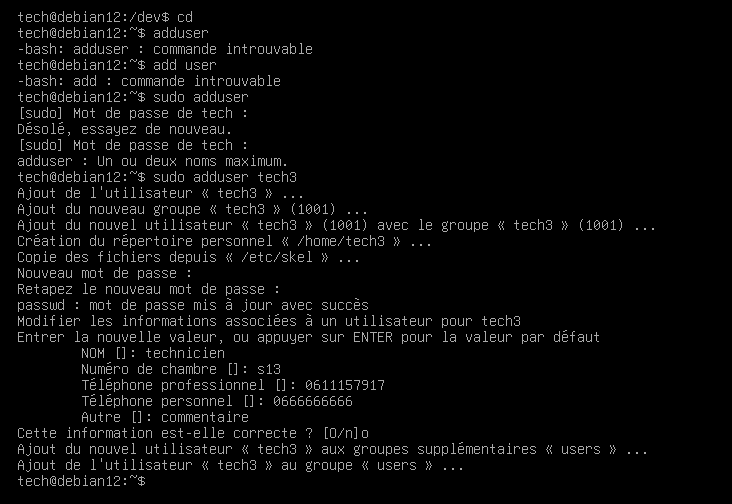 tech@debian12:/dev$ cd
tech@debian12:~$ adduser
-bash: adduser : commande introuvable
tech@debian12:~$ add user
-bash: add : commande introuvable
tech@debian12:~$ sudo adduser
[sudo] Mot de passe de tech :
Désolé, essayez de nouveau.
[sudo] Mot de passe de tech :
adduser : Un ou deux noms maximum.
tech@debian12:~$ sudo adduser tech3
Ajout de l'utilisateur « tech3 » ...
Ajout du nouveau groupe « tech3 » (1001) ...
Ajout du nouvel utilisateur « tech3 » (1001) avec le groupe « tech3 » (1001) ...
Création du répertoire personnel « /home/tech3 » ...
Copie des fichiers depuis « /etc/skel » ...
Nouveau mot de passe :
Retapez le nouveau mot de passe :
passwd : mot de passe mis à jour avec succès
Modifier les informations associées à un utilisateur pour tech3
Entrer la nouvelle valeur, ou appuyer sur ENTER pour la valeur par défaut
NOM []: technicien
Numéro de chambre []: s13
Téléphone professionnel []: 0611157917
Téléphone personnel []: 0666666666
Autre []: commentaire
Cette information est-elle correcte ? [O/n]o
Ajout du nouvel utilisateur « tech3 » aux groupes supplémentaires « users » ...
Ajout de l'utilisateur « tech3 » au groupe « users » ...
tech@debian12:~$